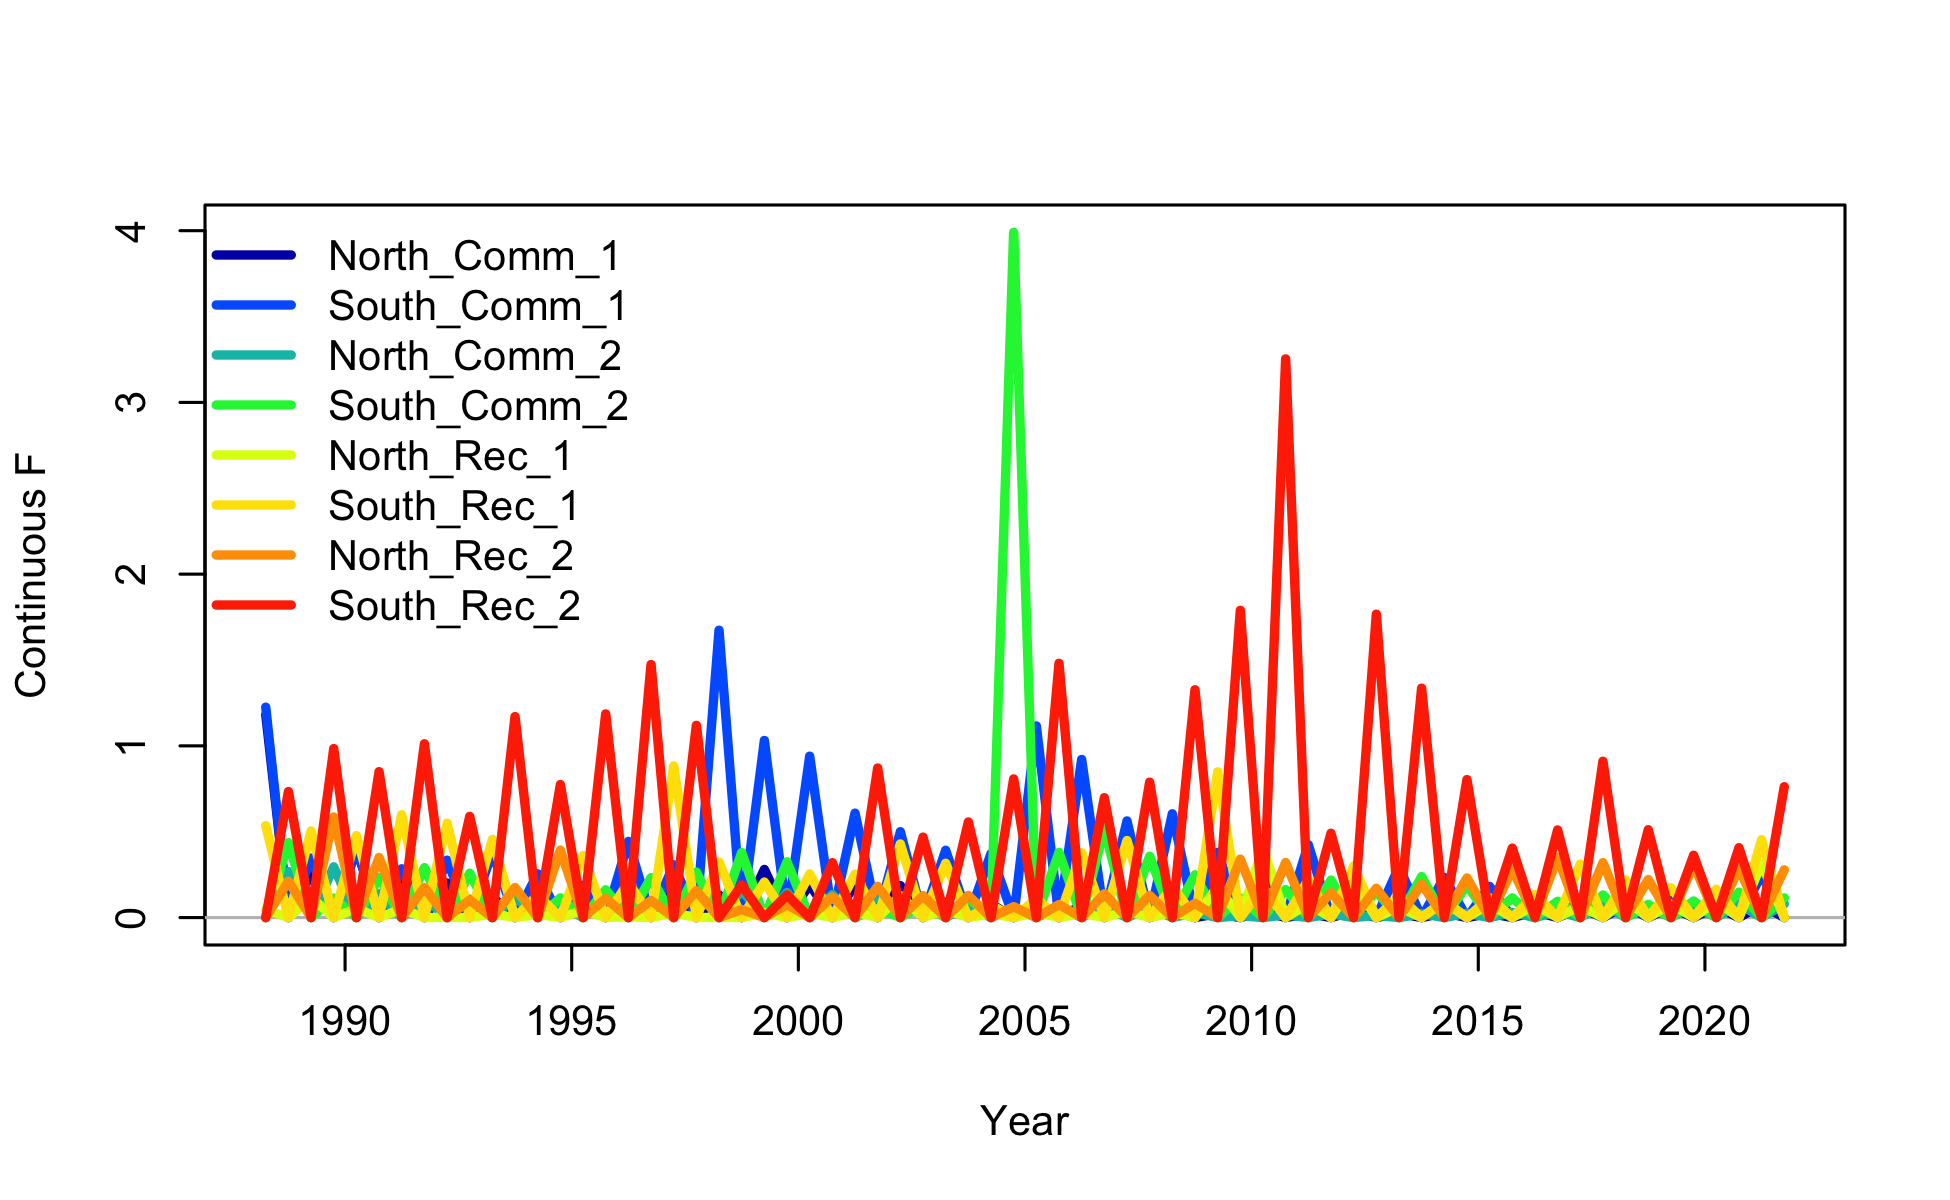 North_Comm_1
South_Comm_1
North_Comm_2
South_Comm_2
North_Rec_1
South_Rec_1
North_Rec_2
South_Rec_2
Continuous F
4
3
2
1
0
1990 1995 2000 2005 2010 2015 2020
Year